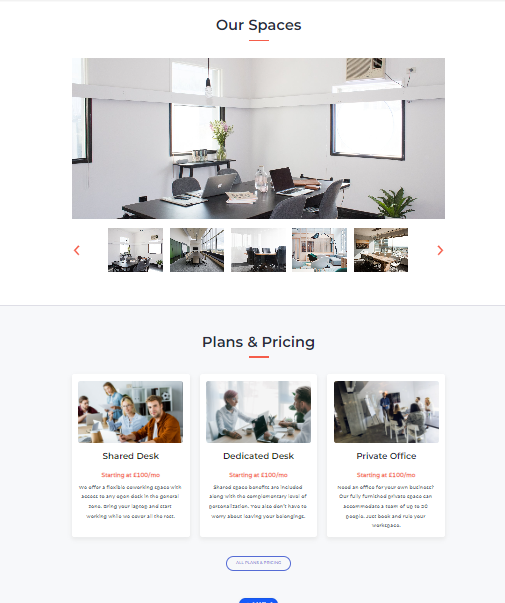 Our Spaces
Plans & Pricing
Shared Desk
Starting at £100/mo
We offer a flexible coworking space with
access to any open desk in the general
zone. Bring your laptop and start
working while we cover all the rest.
Dedicated Desk
Starting at £100/mo
Shared space benefits are included
along with the complementary level of
personalization. You also don't have to
worry about leaving your belongings.
Private Office
Starting at £100/mo
Need an office for your own business?
Our fully furnished private space can
accommodate a team of up to 20
people. Just book and rule your
workspace.
ALL PLANS & PRICING